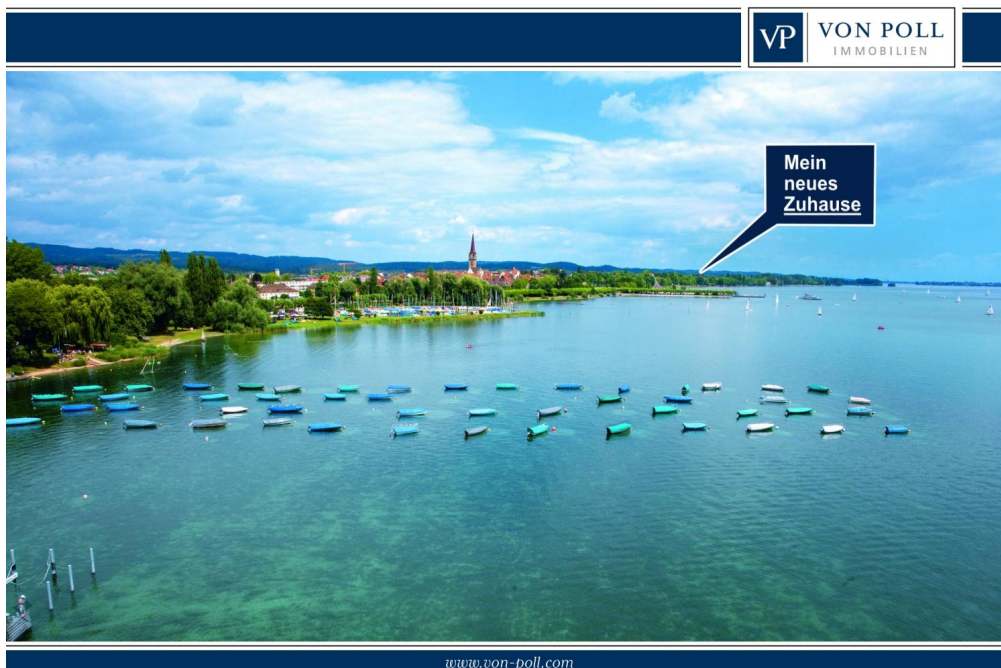 VP
VON POLL
IMMOBILIEN
Mein
neues
Zuhause
www.von-poll.com